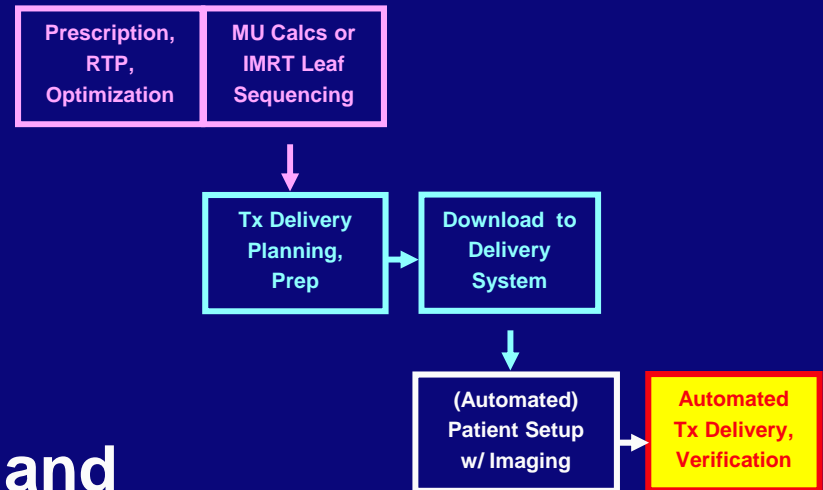 Prescription,
RTP,
Optimization
MU Calcs or
IMRT Leaf
Sequencing
Tx Delivery
Planning,
Prep
Download to
Delivery
System
(Automated)
Patient Setup
w/ Imaging
Automated
Tx Delivery,
Verification
and